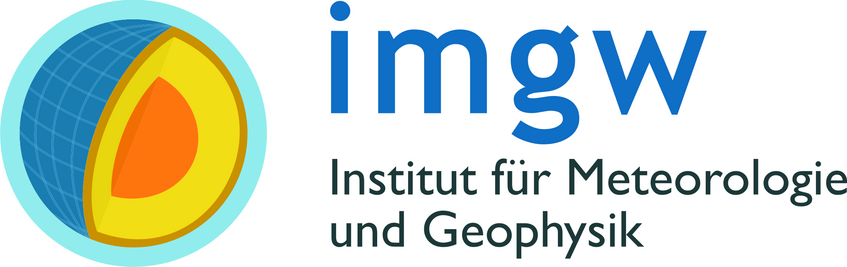 imgw
Institut für Meteorologie
und Geophysik